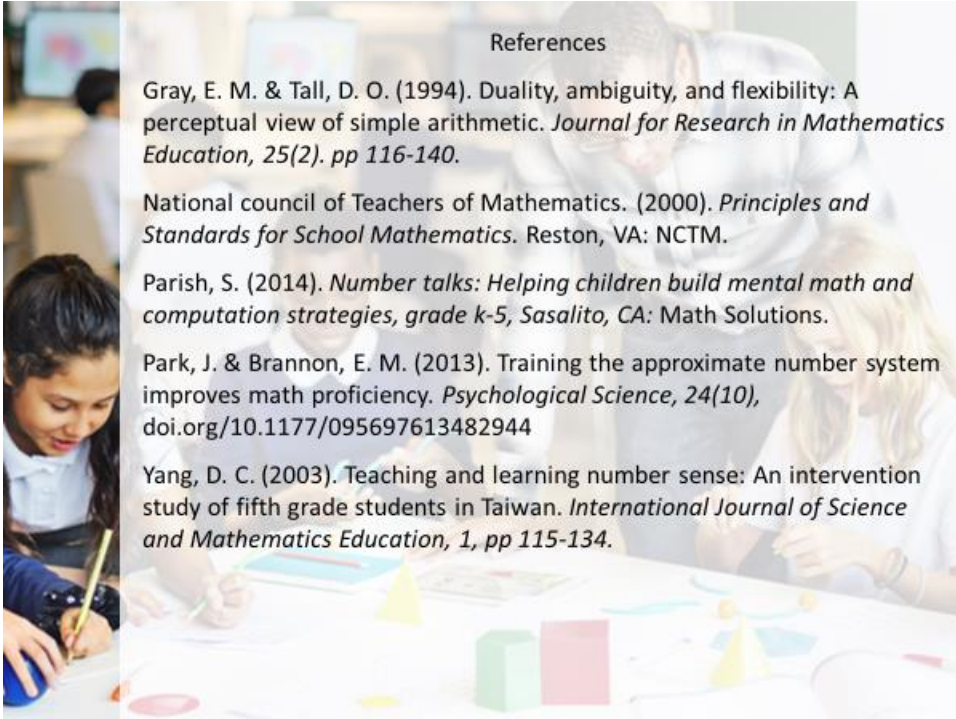 References
Gray, E. M. & Tall, D. O. (1994). Duality, ambiguity, and flexibility: A
perceptual view of simple arithmetic. Journal for Research in Mathematics
Education, 25(2). pp 116-140.
National council of Teachers of Mathematics. (2000). Principles and
Standards for School Mathematics. Reston, VA: NCTM.
Parish, S. (2014). Number talks: Helping children build mental math and
computation strategies, grade k-5, Sasalito, CA: Math Solutions.
Park, J. & Brannon, E. M. (2013). Training the approximate number system
improves math proficiency. Psychological Science, 24(10),
doi.org/10.1177/095697613482944
Yang, D. C. (2003). Teaching and learning number sense: An intervention
study of fifth grade students in Taiwan. International Journal of Science
and Mathematics Education, 1, pp 115-134.